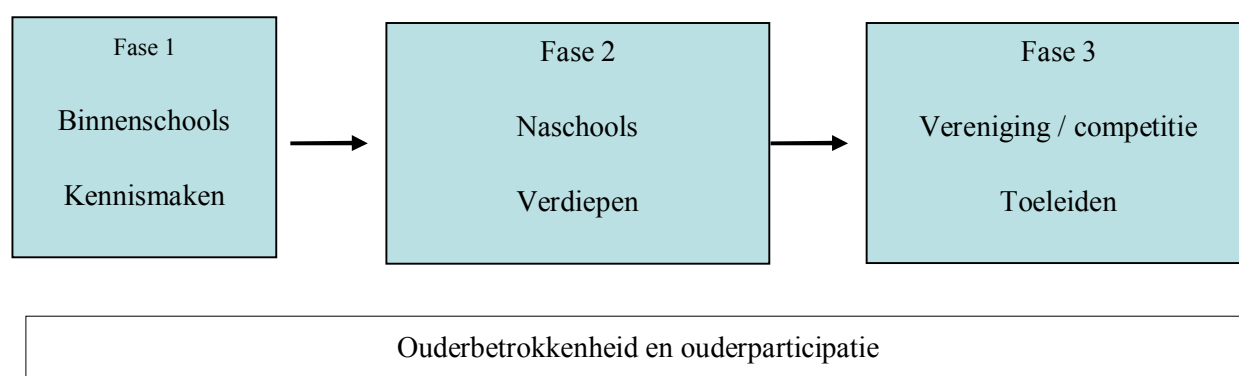 Fase 1
Binnenschools
Kennismaken
Fase 2
Naschools
Verdiepen
Fase 3
Vereniging / competitie
Toeleiden
Ouderbetrokkenheid en ouderparticipatie